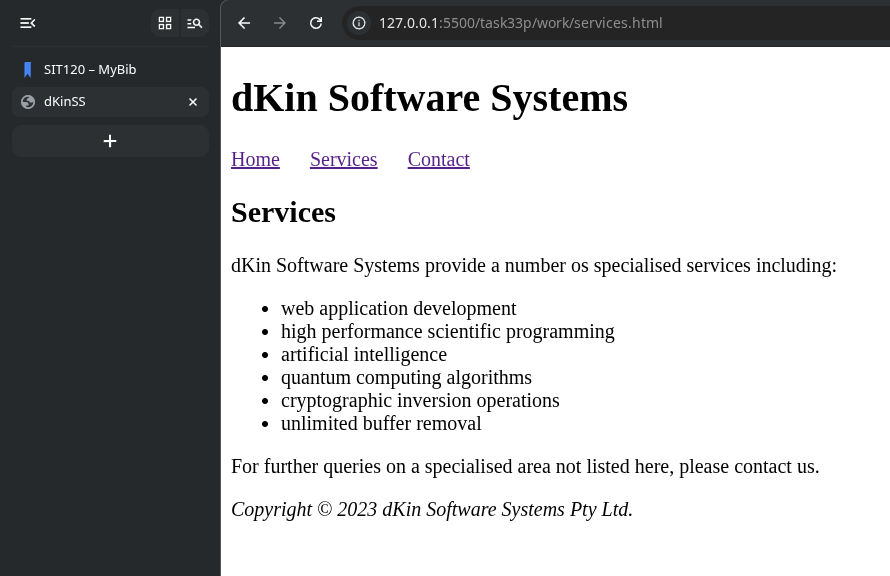 127.0.0.1:5500/task33p/work/services.html
SIT120 – MyBib
dKinSS
dKin Software Systems
Home Services Contact
Services
dKin Software Systems provide a number os specialised services including:
• web application development
• high performance scientific programming
• artificial intelligence
• quantum computing algorithms
• cryptographic inversion operations
• unlimited buffer removal
For further queries on a specialised area not listed here, please contact us.
Copyright © 2023 dKin Software Systems Pty Ltd.